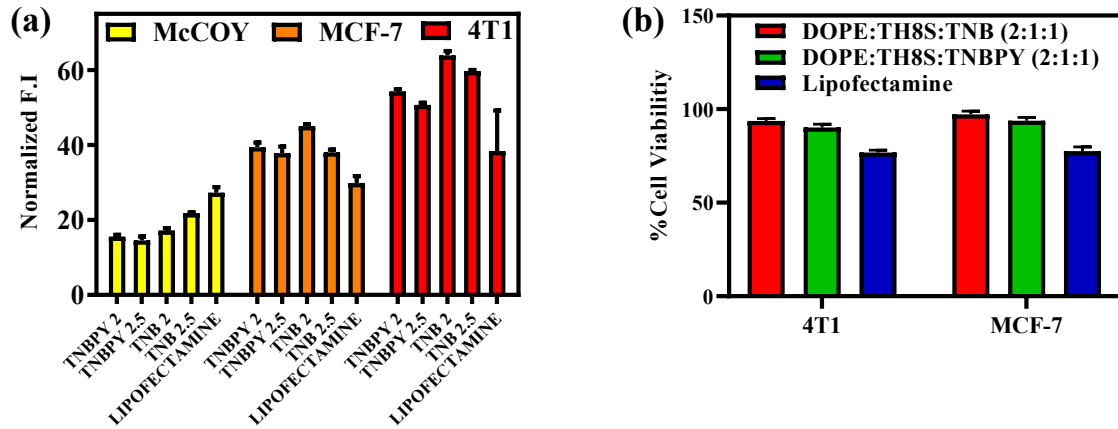 (a)
McCOY MCF-7 4T1
Normalized F.I
60
40
20
0
TNBPY 2
TNBPY 2.5
TNB 2
TNB 2.5
LIPOFECTAMINE
TNBPY 2
TNBPY 2.5
TNB 2
TNB 2.5
LIPOFECTAMINE
TNBPY 2
TNBPY 2.5
TNB 2
TNB 2.5
LIPOFECTAMINE
(b)
DOPE:TH8S:TNB (2:1:1)
DOPE:TH8S:TNBPY (2:1:1)
Lipofectamine
%Cell Viabilitiy
150
100
50
0
4T1 MCF-7